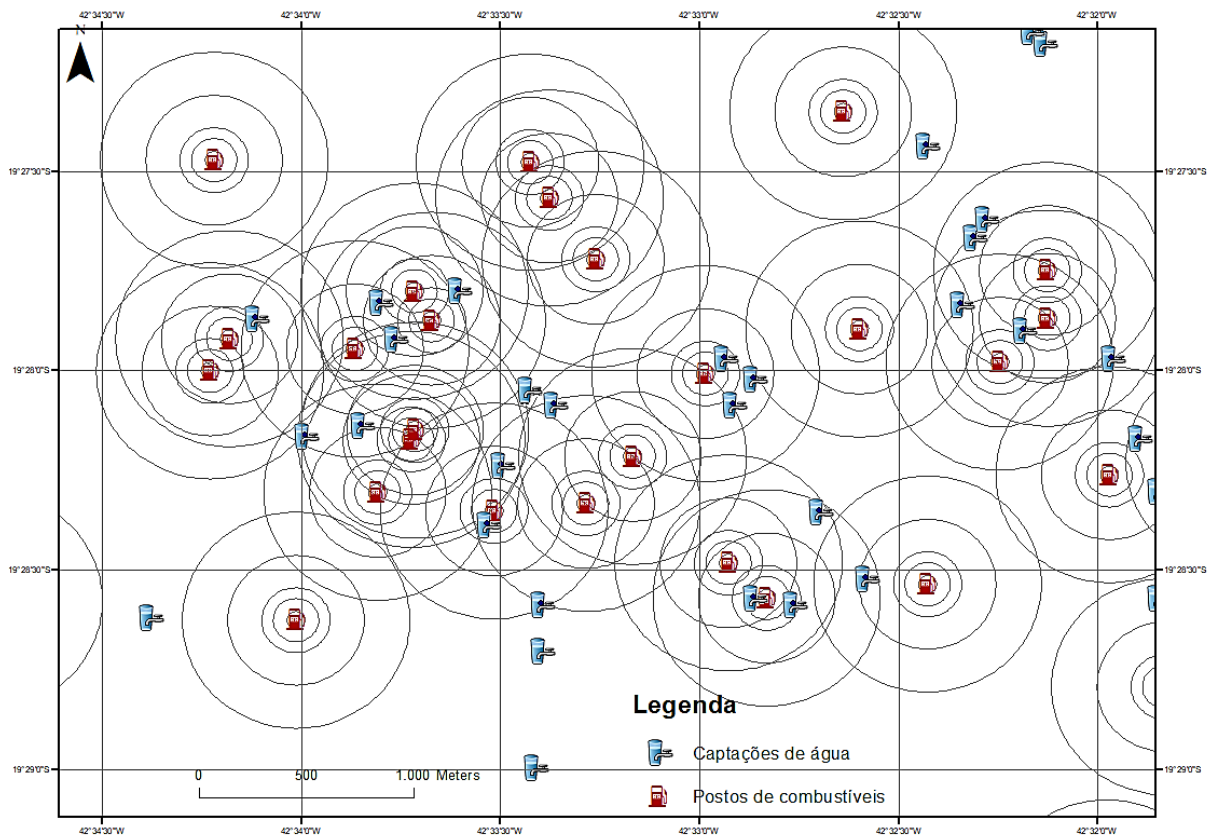 42°34'30"W 42°34'0"W 42°33'30"W 42°33'0"W 42°32'30"W 42°32'0"W
19°27'30"S 19°27'30"S
19°28'0"S 19°28'0"S
19°28'30"S 19°28'30"S
Legenda
Captações de água
0 500 1.000 Meters
19°29'0"S 19°29'0"S
Postos de combustíveis
42°34'30"W 42°34'0"W 42°33'30"W 42°33'0"W 42°32'30"W 42°32'0"W